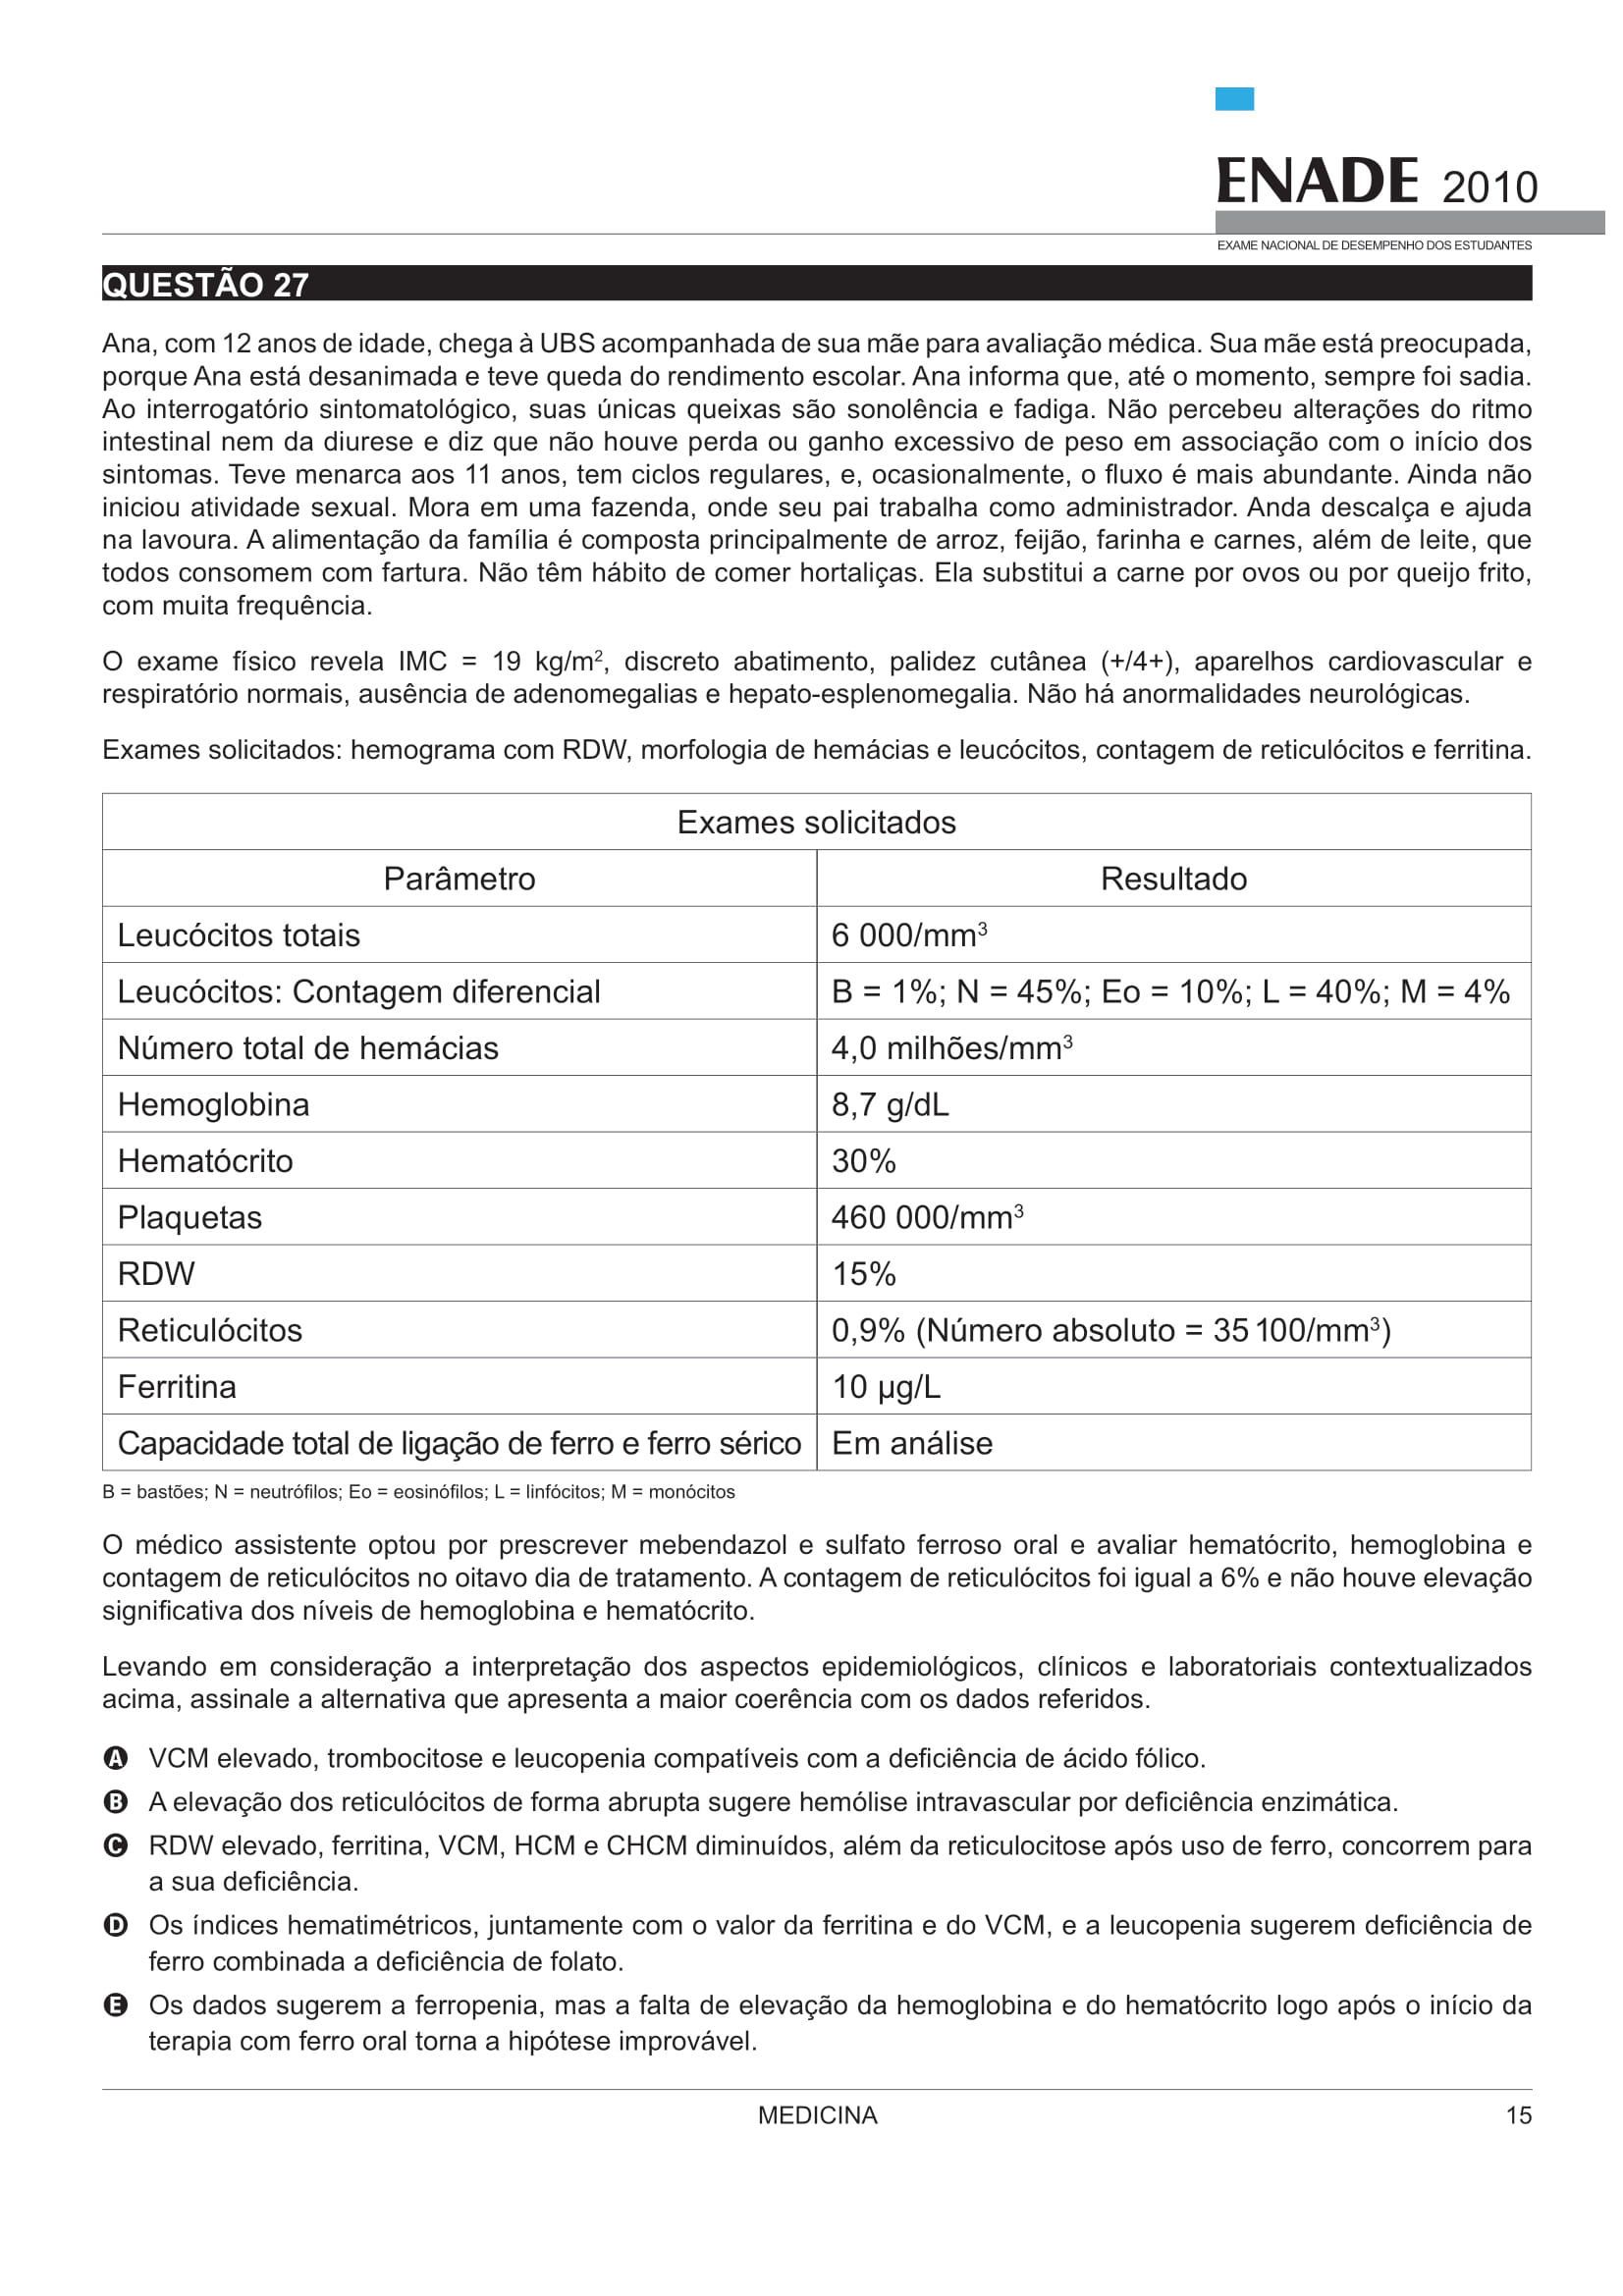 ENADE 2010
EXAME NACIONAL DE DESEMPENHO DOS ESTUDANTES
QUESTÃO 27
Ana, com 12 anos de idade, chega à UBS acompanhada de sua mãe para avaliação médica. Sua mãe está preocupada,
porque Ana está desanimada e teve queda do rendimento escolar. Ana informa que, até o momento, sempre foi sadia.
Ao interrogatório sintomatológico, suas únicas queixas são sonolência e fadiga. Não percebeu alterações do ritmo
intestinal nem da diurese e diz que não houve perda ou ganho excessivo de peso em associação com o início dos
sintomas. Teve menarca aos 11 anos, tem ciclos regulares, e, ocasionalmente, o fluxo é mais abundante. Ainda não
iniciou atividade sexual. Mora em uma fazenda, onde seu pai trabalha como administrador. Anda descalça e ajuda
na lavoura. A alimentação da família é composta principalmente de arroz, feijão, farinha e carnes, além de leite, que
todos consomem com fartura. Não têm hábito de comer hortaliças. Ela substitui a carne por ovos ou por queijo frito,
com muita frequência.
O exame físico revela IMC = 19 kg/m², discreto abatimento, palidez cutânea (+/4+), aparelhos cardiovascular e
respiratório normais, ausência de adenomegalias e hepato-esplenomegalia. Não há anormalidades neurológicas.
Exames solicitados: hemograma com RDW, morfologia de hemácias e leucócitos, contagem de reticulócitos e ferritina.
Exames solicitados
Parâmetro Resultado
Leucócitos totais 6 000/mm³
Leucócitos: Contagem diferencial B = 1%; N = 45%; Eo = 10%; L = 40%; M = 4%
Número total de hemácias 4,0 milhões/mm³
Hemoglobina 8,7 g/dL
Hematócrito 30%
Plaquetas 460 000/mm³
RDW 15%
Reticulócitos 0,9% (Número absoluto = 35 100/mm³)
Ferritina 10 µg/L
Capacidade total de ligação de ferro e ferro sérico Em análise
B = bastões; N = neutrófilos; Eo = eosinófilos; L = linfócitos; M = monócitos
O médico assistente optou por prescrever mebendazol e sulfato ferroso oral e avaliar hematócrito, hemoglobina e
contagem de reticulócitos no oitavo dia de tratamento. A contagem de reticulócitos foi igual a 6% e não houve elevação
significativa dos níveis de hemoglobina e hematócrito.
Levando em consideração a interpretação dos aspectos epidemiológicos, clínicos e laboratoriais contextualizados
acima, assinale a alternativa que apresenta a maior coerência com os dados referidos.
A VCM elevado, trombocitose e leucopenia compatíveis com a deficiência de ácido fólico.
B A elevação dos reticulócitos de forma abrupta sugere hemólise intravascular por deficiência enzimática.
C RDW elevado, ferritina, VCM, HCM e CHCM diminuídos, além da reticulocitose após uso de ferro, concorrem para
a sua deficiência.
D Os índices hematimétricos, juntamente com o valor da ferritina e do VCM, e a leucopenia sugerem deficiência de
ferro combinada a deficiência de folato.
E Os dados sugerem a ferropenia, mas a falta de elevação da hemoglobina e do hematócrito logo após o início da
terapia com ferro oral torna a hipótese improvável.
MEDICINA 15